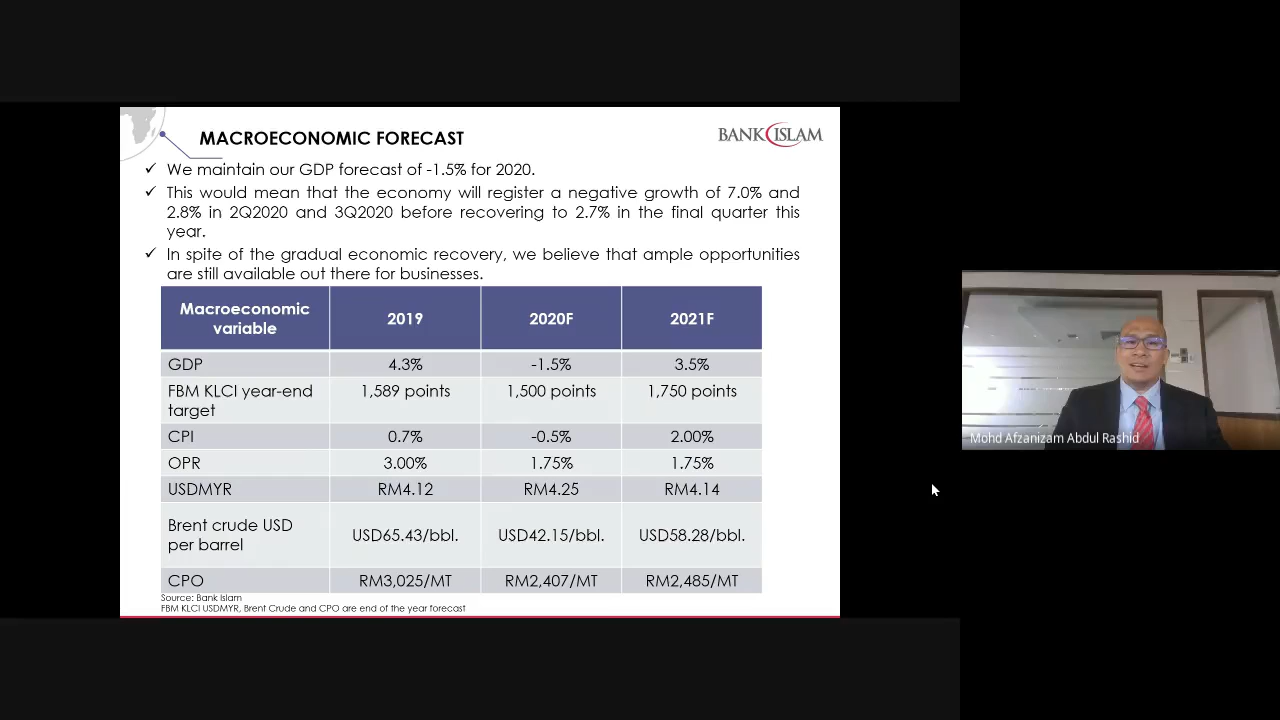 MACROECONOMIC FORECAST
BANK ISLAM
✓ We maintain our GDP forecast of -1.5% for 2020.
✓ This would mean that the economy will register a negative growth of 7.0% and
2.8% in 2Q2020 and 3Q2020 before recovering to 2.7% in the final quarter this
year.
✓ In spite of the gradual economic recovery, we believe that ample opportunities
are still available out there for businesses.
Macroeconomic
variable
2019
2020F
2021F
GDP
4.3%
-1.5%
3.5%
FBM KLCI year-end
target
1,589 points
1,500 points
1,750 points
CPI
0.7%
-0.5%
2.00%
OPR
3.00%
1.75%
1.75%
USDMYR
RM4.12
RM4.25
RM4.14
Brent crude USD
per barrel
USD65.43/bbl.
USD42.15/bbl.
USD58.28/bbl.
CPO
RM3,025/MT
RM2,407/MT
RM2,485/MT
Source: Bank Islam
FBM KLCI USDMYR, Brent Crude and CPO are end of the year forecast
Mohd Afzanizam Abdul Rashid